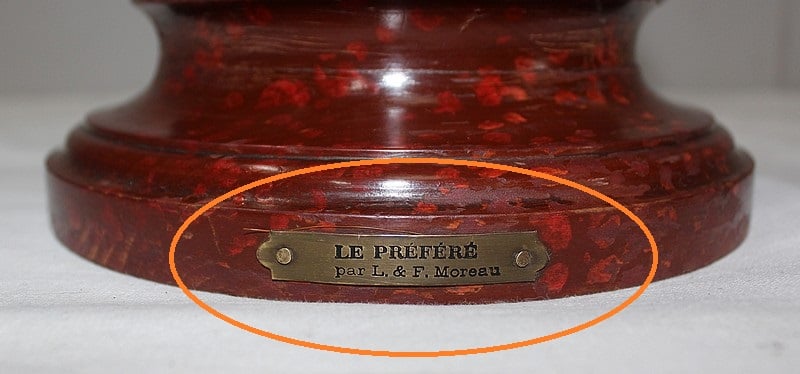 LE PRÉFÉRÉ
par L. & F. Moreau